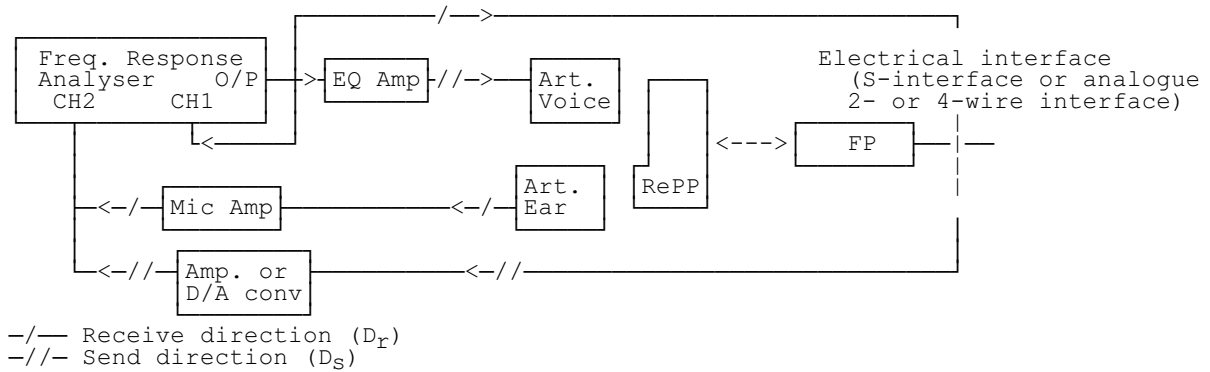 Freq. Response
Analyser O/P
CH2 CH1
EQ Amp
Art.
Voice
Electrical interface
(S-interface or analogue
2- or 4-wire interface)
FP
RePP
Mic Amp
Art.
Ear
Amp. or
D/A conv
─/── Receive direction (Dr)
─//─ Send direction (Ds)